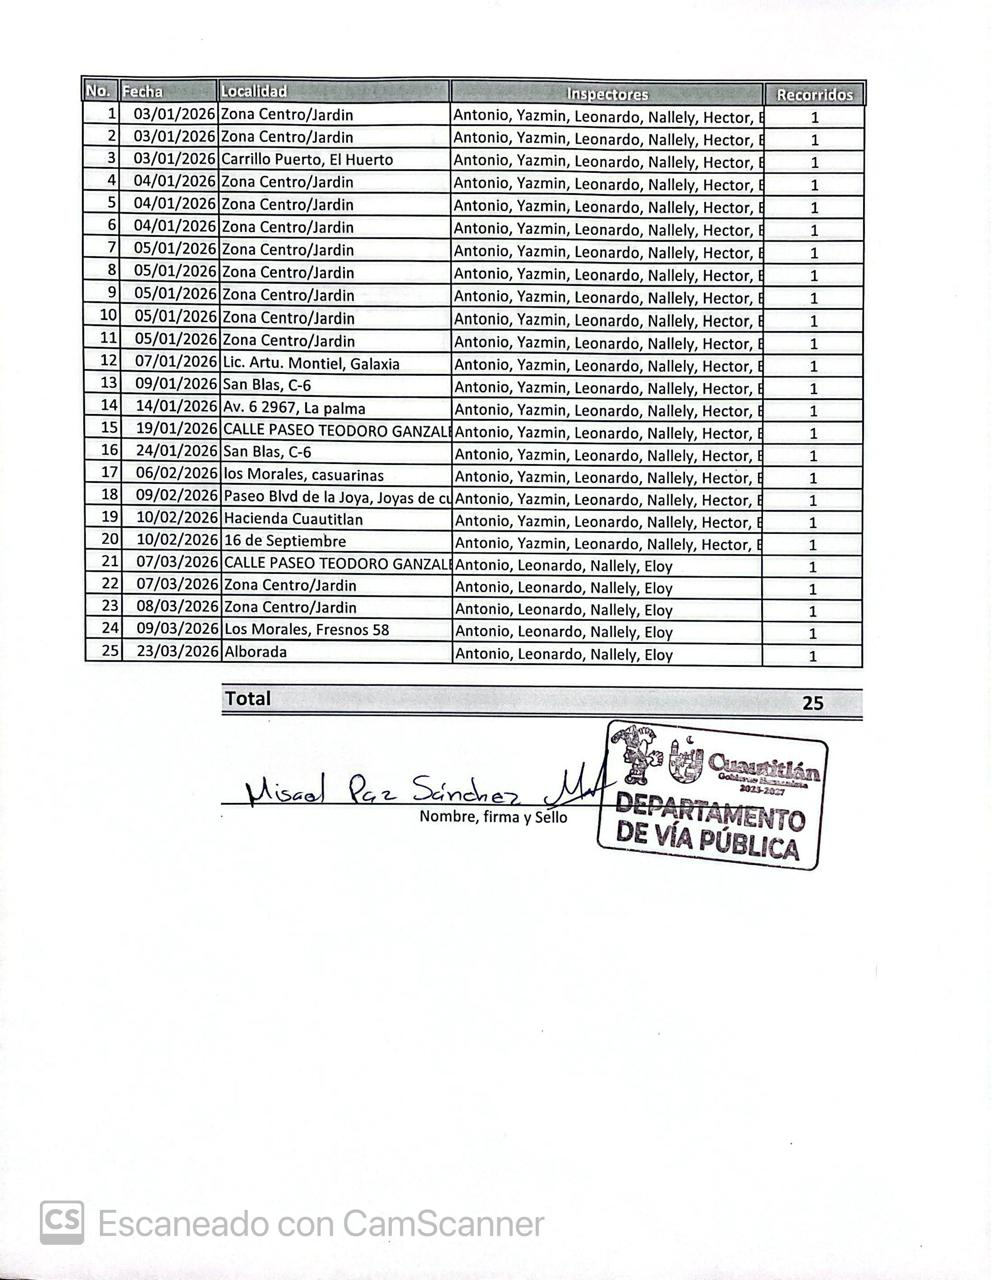 No. Fecha Localidad Inspectores Recorridos
1 03/01/2026 Zona Centro/Jardin Antonio, Yazmin, Leonardo, Nallely, Hector, E 1
2 03/01/2026 Zona Centro/Jardin Antonio, Yazmin, Leonardo, Nallely, Hector, E 1
3 03/01/2026 Carrillo Puerto, El Huerto Antonio, Yazmin, Leonardo, Nallely, Hector, E 1
4 04/01/2026 Zona Centro/Jardin Antonio, Yazmin, Leonardo, Nallely, Hector, E 1
5 04/01/2026 Zona Centro/Jardin Antonio, Yazmin, Leonardo, Nallely, Hector, E 1
6 04/01/2026 Zona Centro/Jardin Antonio, Yazmin, Leonardo, Nallely, Hector, E 1
7 05/01/2026 Zona Centro/Jardin Antonio, Yazmin, Leonardo, Nallely, Hector, E 1
8 05/01/2026 Zona Centro/Jardin Antonio, Yazmin, Leonardo, Nallely, Hector, E 1
9 05/01/2026 Zona Centro/Jardin Antonio, Yazmin, Leonardo, Nallely, Hector, E 1
10 05/01/2026 Zona Centro/Jardin Antonio, Yazmin, Leonardo, Nallely, Hector, E 1
11 05/01/2026 Zona Centro/Jardin Antonio, Yazmin, Leonardo, Nallely, Hector, E 1
12 07/01/2026 Lic. Artu. Montiel, Galaxia Antonio, Yazmin, Leonardo, Nallely, Hector, E 1
13 09/01/2026 San Blas, C-6 Antonio, Yazmin, Leonardo, Nallely, Hector, E 1
14 14/01/2026 Av. 6 2967, La palma Antonio, Yazmin, Leonardo, Nallely, Hector, E 1
15 19/01/2026 CALLE PASEO TEODORO GANZALE Antonio, Yazmin, Leonardo, Nallely, Hector, E 1
16 24/01/2026 San Blas, C-6 Antonio, Yazmin, Leonardo, Nallely, Hector, E 1
17 06/02/2026 los Morales, casuarinas Antonio, Yazmin, Leonardo, Nallely, Hector, E 1
18 09/02/2026 Paseo Blvd de la Joya, Joyas de cu Antonio, Yazmin, Leonardo, Nallely, Hector, E 1
19 10/02/2026 Hacienda Cuautitlan Antonio, Yazmin, Leonardo, Nallely, Hector, E 1
20 10/02/2026 16 de Septiembre Antonio, Yazmin, Leonardo, Nallely, Hector, E 1
21 07/03/2026 CALLE PASEO TEODORO GANZALE Antonio, Leonardo, Nallely, Eloy 1
22 07/03/2026 Zona Centro/Jardin Antonio, Leonardo, Nallely, Eloy 1
23 08/03/2026 Zona Centro/Jardin Antonio, Leonardo, Nallely, Eloy 1
24 09/03/2026 Los Morales, Fresnos 58 Antonio, Leonardo, Nallely, Eloy 1
25 23/03/2026 Alborada Antonio, Leonardo, Nallely, Eloy 1
Total 25
Misael Paz Sánchez
Nombre, firma y Sello
Cuautitlán
Gobierno Humanista
2025-2027
DEPARTAMENTO
DE VÍA PÚBLICA
CS Escaneado con CamScanner